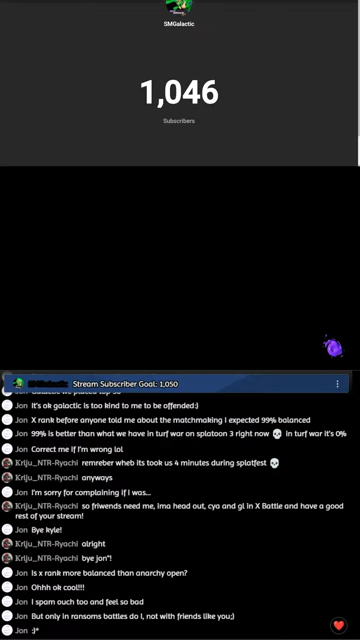 SMGalactic
1,046
Subscribers
Stream Subscriber Goal: 1,050
Jon It's ok galactic is too kind to me to be offended:)
Jon X rank before anyone told me about the matchmaking I expected 99% balanced
Jon 99% is better than what we have in turf war on splatoon 3 right now 💀 in turf war it's 0%
Jon Correct me if I'm wrong lol
Krlju_NTR-Ryachi remreber wheb its took us 4 minutes during splatfest 💀
Krlju_NTR-Ryachi anyways
Jon I'm sorry for complaining if I was...
Krlju_NTR-Ryachi so friwends need me, ima head out, cya and gl in X Battle and have a good
rest of your stream!
Jon Bye kyle!
Krlju_NTR-Ryachi alright
Krlju_NTR-Ryachi bye jon"!
Jon Is x rank more balanced than anarchy open?
Jon Ohhh ok cool!!!
Jon I spam ouch too and feel so bad
Jon But only in ransoms battles do I, not with friends like you;)
Jon :)*